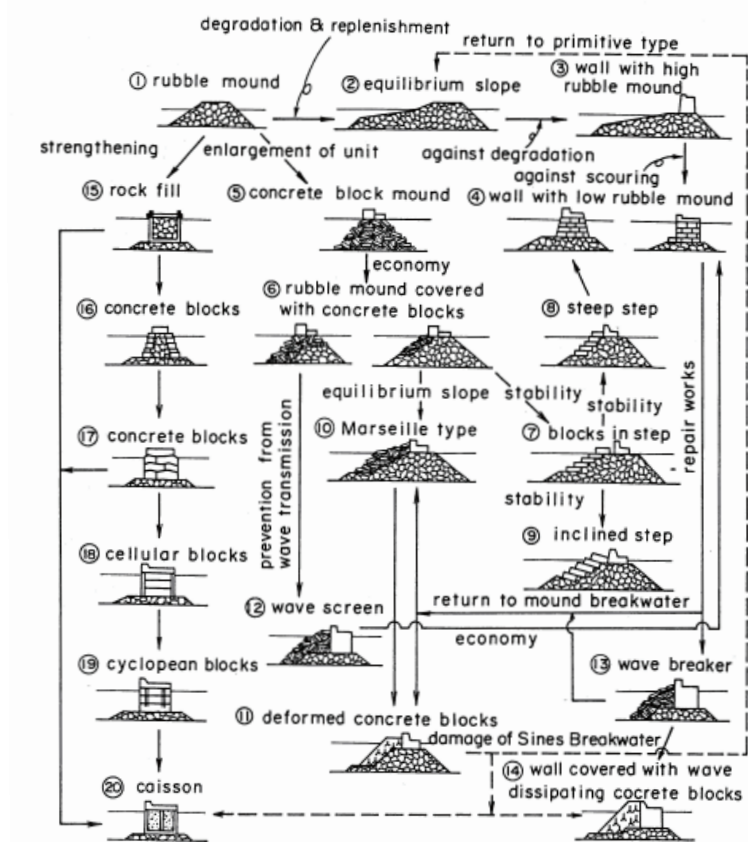 degradation & replenishment
return to primitive type
① rubble mound
② equilibrium slope
③ wall with high
rubble mound
strengthening
enlargement of unit
against degradation
against scouring
⑮ rock fill
⑤ concrete block mound
④ wall with low rubble mound
economy
⑥ rubble mound covered
with concrete blocks
⑯ concrete blocks
⑧ steep step
equilibrium slope
stability
stability
repair works
⑩ Marseille type
⑦ blocks in step
⑰ concrete blocks
prevention from
wave transmission
stability
⑨ inclined step
⑱ cellular blocks
⑫ wave screen
return to mound breakwater
economy
⑲ cyclopean blocks
⑬ wave breaker
⑪ deformed concrete blocks
damage of Sines Breakwater
⑭ wall covered with wave
dissipating cocrete blocks
⑳ caisson